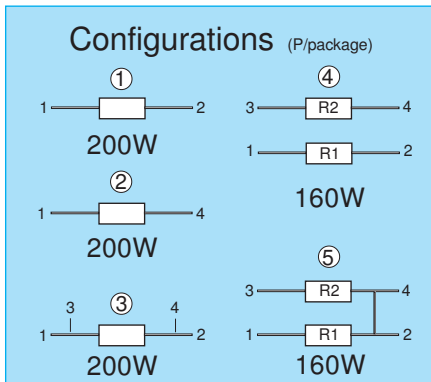 Configurations (P/package)
①
1 2
200W
②
1 4
200W
③
3 4
1 2
200W
④
3 R2 4
1 R1 2
160W
⑤
3 R2 4
1 R1 2
160W